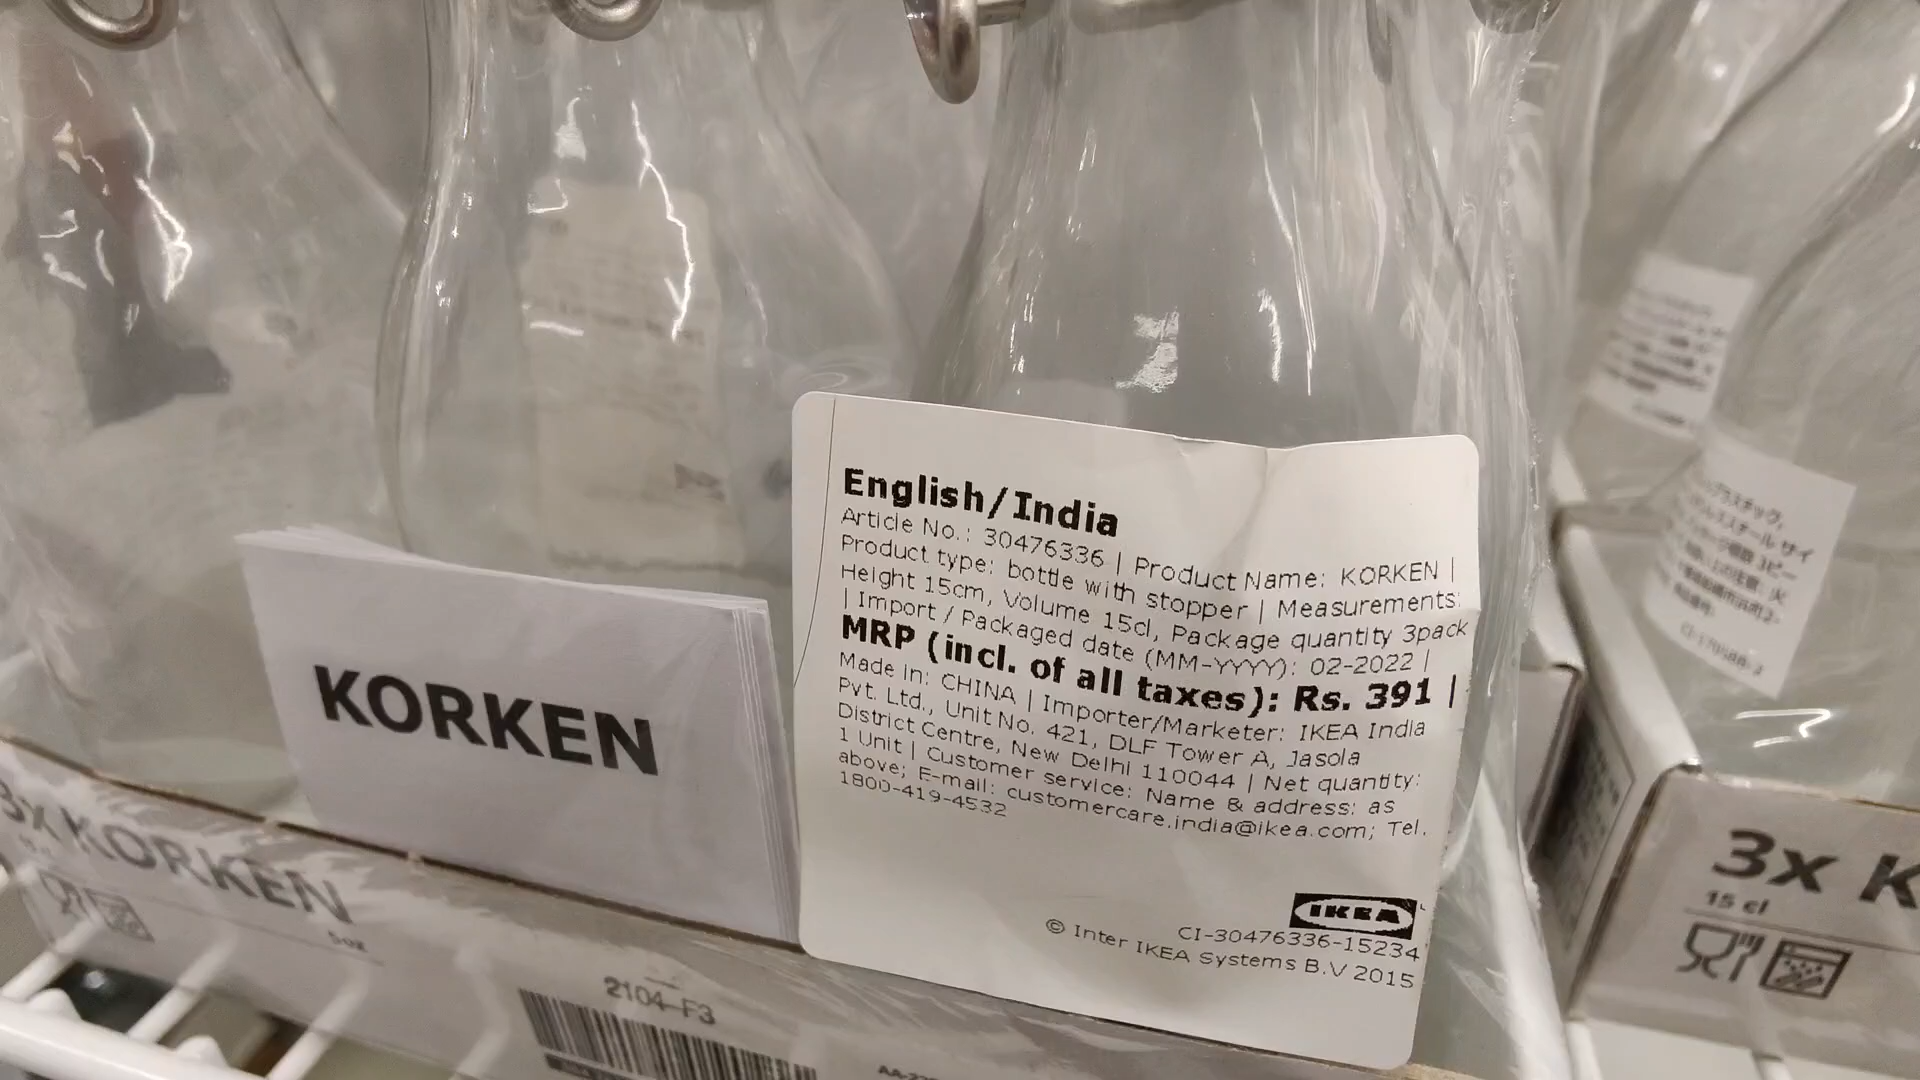 English/India
Article No.: 30476336 | Product Name: KORKEN |
Product type: bottle with stopper | Measurements:
Height 15cm, Volume 15cl, Package quantity 3pack
| Import / Packaged date (MM-YYYY): 02-2022 |
MRP (incl. of all taxes): Rs. 391 |
Made in: CHINA | Importer/Marketer: IKEA India
Pvt. Ltd., Unit No. 421, DLF Tower A, Jasola
District Centre, New Delhi 110044 | Net quantity:
1 Unit | Customer service: Name & address: as
above; E-mail: customercare.india@ikea.com; Tel.
1800-419-4532
IKEA
CI-30476336-15234
© Inter IKEA Systems B.V 2015
KORKEN
3x KORKEN
5oz
2104-F3
3x K
15 cl